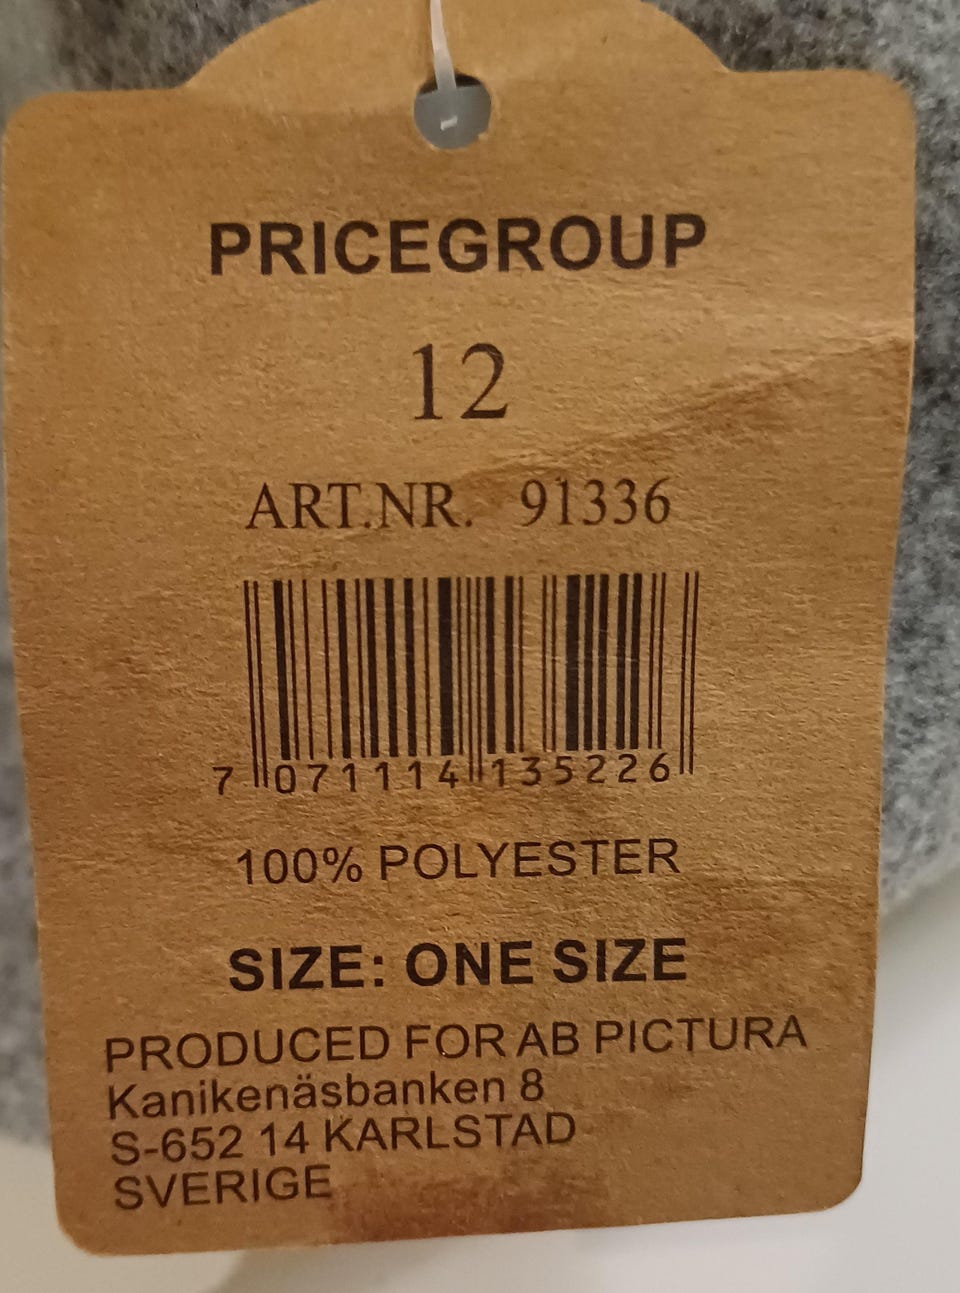 PRICEGROUP
12
ART.NR. 91336
7 071114 135226
100% POLYESTER
SIZE: ONE SIZE
PRODUCED FOR AB PICTURA
Kanikenäsbanken 8
S-652 14 KARLSTAD
SVERIGE